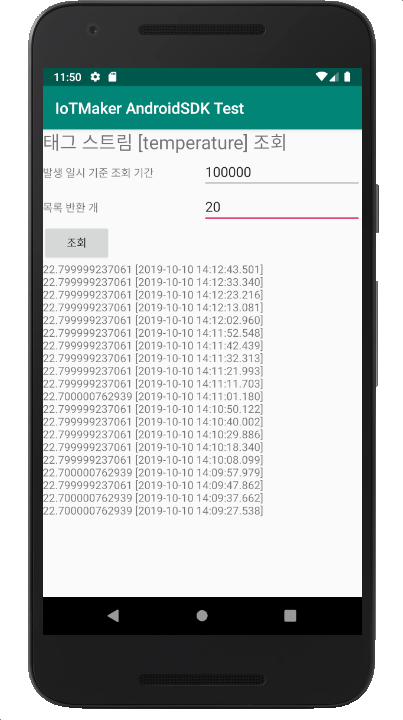 11:50
IoTMaker AndroidSDK Test
태그 스트림 [temperature] 조회
발생 일시 기준 조회 기간 100000
목록 반환 개 20
조회
22.799999237061 [2019-10-10 14:12:43.501]
22.799999237061 [2019-10-10 14:12:33.340]
22.799999237061 [2019-10-10 14:12:23.216]
22.799999237061 [2019-10-10 14:12:13.081]
22.799999237061 [2019-10-10 14:12:02.960]
22.799999237061 [2019-10-10 14:11:52.548]
22.799999237061 [2019-10-10 14:11:42.439]
22.799999237061 [2019-10-10 14:11:32.313]
22.799999237061 [2019-10-10 14:11:21.993]
22.799999237061 [2019-10-10 14:11:11.703]
22.700000762939 [2019-10-10 14:11:01.180]
22.799999237061 [2019-10-10 14:10:50.122]
22.799999237061 [2019-10-10 14:10:40.002]
22.799999237061 [2019-10-10 14:10:29.886]
22.799999237061 [2019-10-10 14:10:18.340]
22.799999237061 [2019-10-10 14:10:08.099]
22.700000762939 [2019-10-10 14:09:57.979]
22.799999237061 [2019-10-10 14:09:47.862]
22.700000762939 [2019-10-10 14:09:37.662]
22.700000762939 [2019-10-10 14:09:27.538]